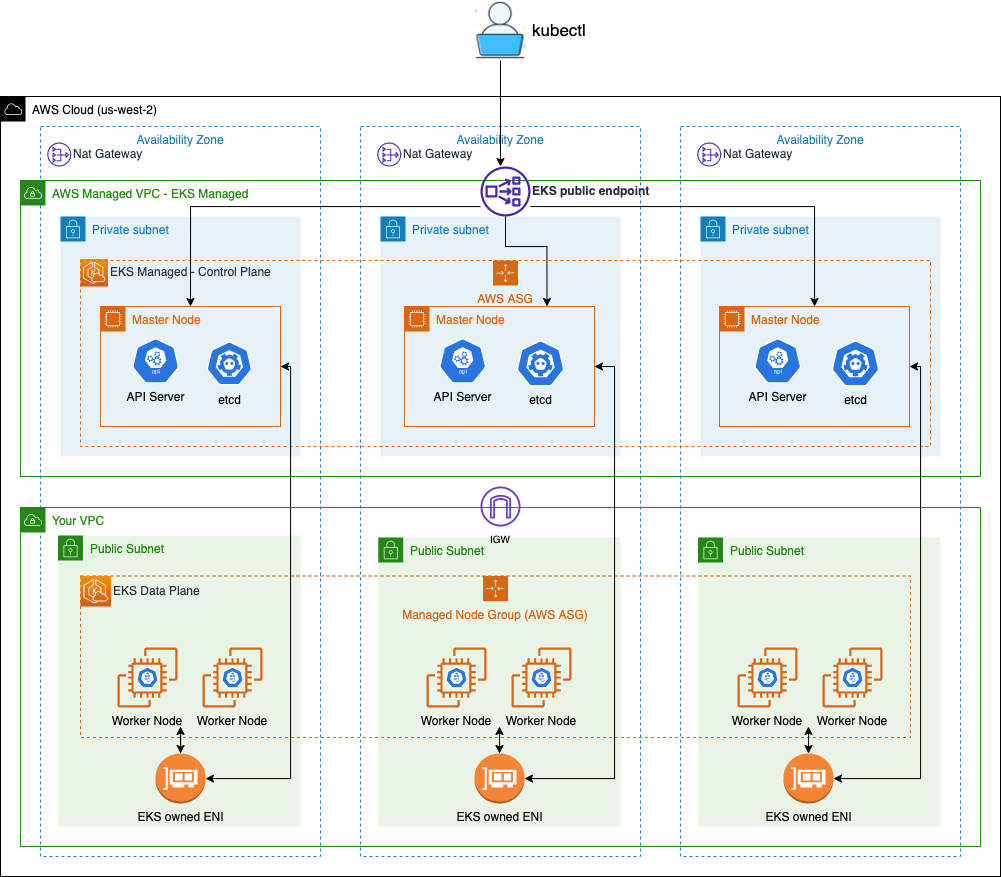 kubectl
AWS Cloud (us-west-2)
Availability Zone
Availability Zone
Availability Zone
Nat Gateway
Nat Gateway
Nat Gateway
AWS Managed VPC - EKS Managed
EKS public endpoint
Private subnet
Private subnet
Private subnet
EKS Managed - Control Plane
AWS ASG
Master Node
Master Node
Master Node
api
api
api
API Server
etcd
API Server
etcd
API Server
etcd
Your VPC
IGW
Public Subnet
Public Subnet
Public Subnet
EKS Data Plane
Managed Node Group (AWS ASG)
Worker Node
Worker Node
Worker Node
Worker Node
Worker Node
Worker Node
EKS owned ENI
EKS owned ENI
EKS owned ENI